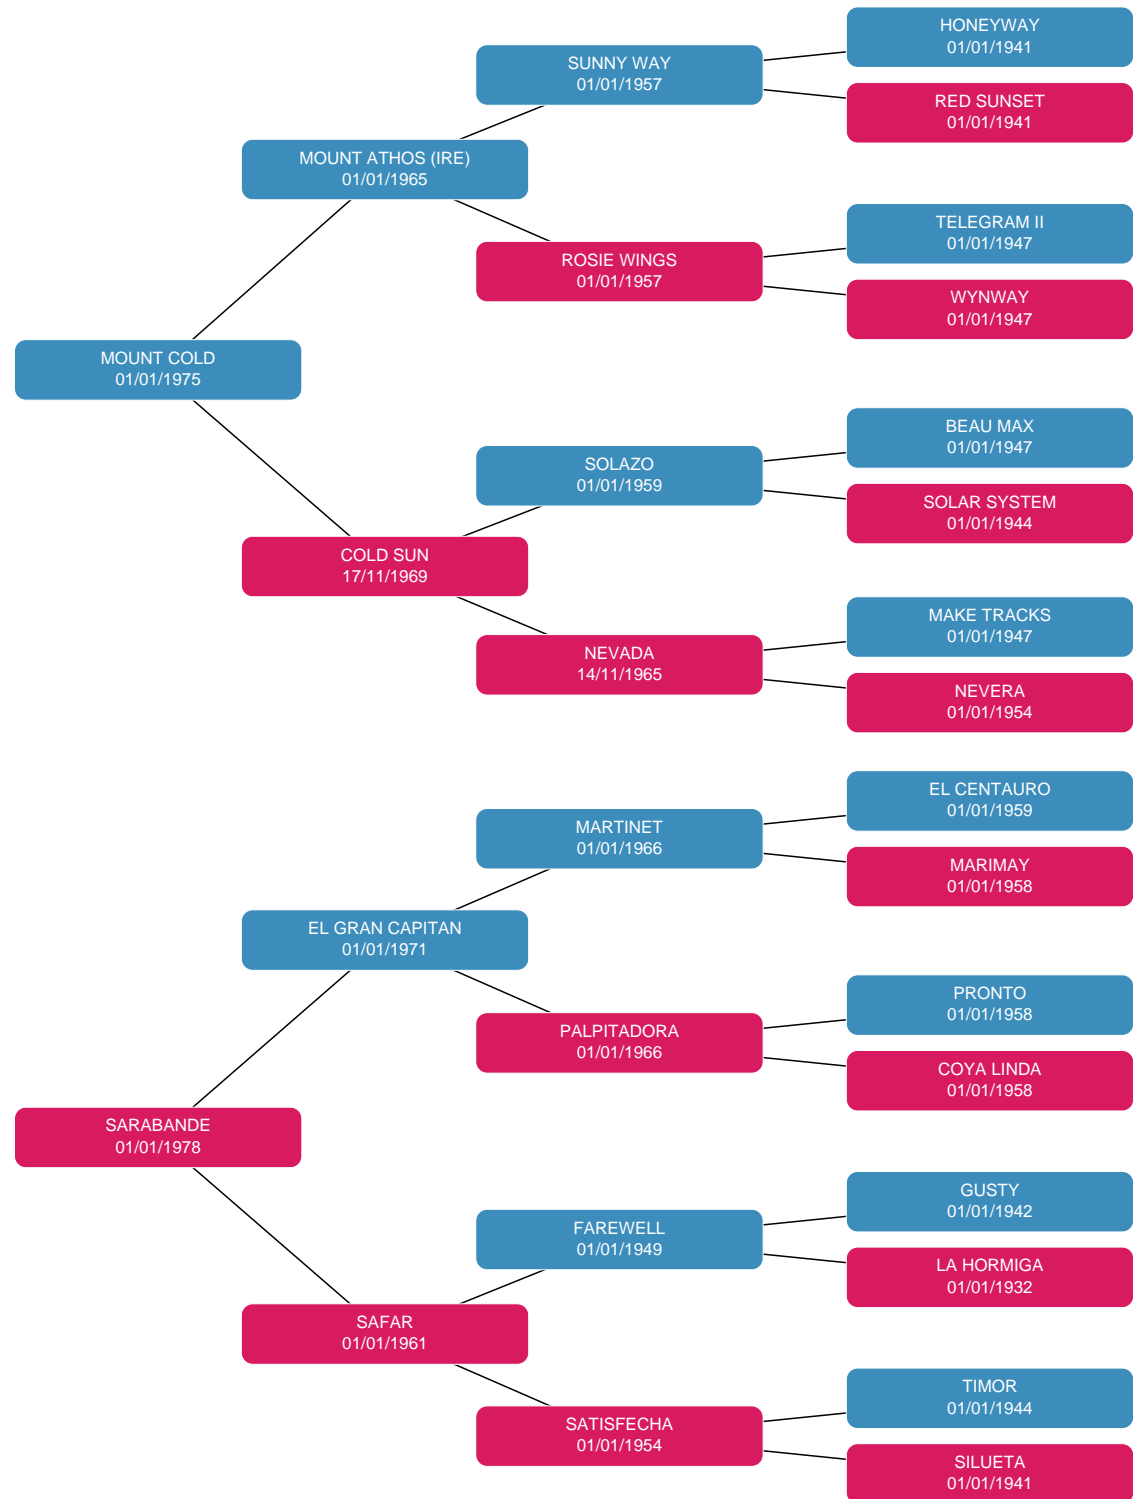 HONEYWAY
01/01/1941
SUNNY WAY
01/01/1957
RED SUNSET
01/01/1941
MOUNT ATHOS (IRE)
01/01/1965
TELEGRAM II
01/01/1947
ROSIE WINGS
01/01/1957
WYNWAY
01/01/1947
MOUNT COLD
01/01/1975
BEAU MAX
01/01/1947
SOLAZO
01/01/1959
SOLAR SYSTEM
01/01/1944
COLD SUN
17/11/1969
MAKE TRACKS
01/01/1947
NEVADA
14/11/1965
NEVERA
01/01/1954
EL CENTAURO
01/01/1959
MARTINET
01/01/1966
MARIMAY
01/01/1958
EL GRAN CAPITAN
01/01/1971
PRONTO
01/01/1958
PALPITADORA
01/01/1966
COYA LINDA
01/01/1958
SARABANDE
01/01/1978
GUSTY
01/01/1942
FAREWELL
01/01/1949
LA HORMIGA
01/01/1932
SAFAR
01/01/1961
TIMOR
01/01/1944
SATISFECHA
01/01/1954
SILUETA
01/01/1941